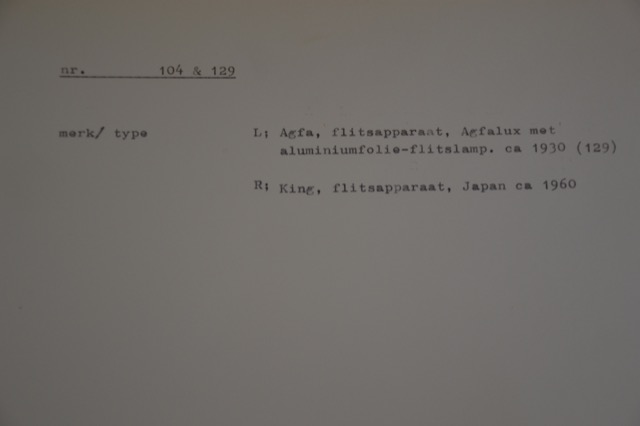 nr. 104 & 129
merk/ type L; Agfa, flitsapparaat, Agfalux met
aluminiumfolie-flitslamp. ca 1930 (129)
R; King, flitsapparaat, Japan ca 1960